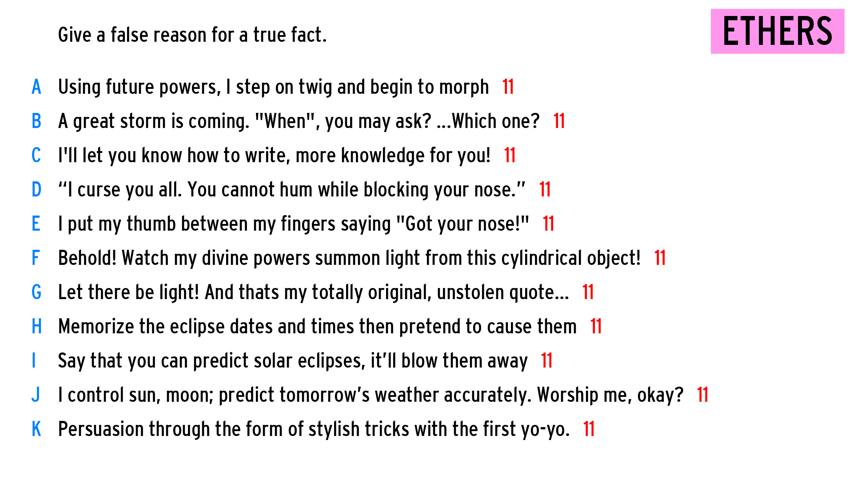 Give a false reason for a true fact.
ETHERS
A Using future powers, I step on twig and begin to morph 11
B A great storm is coming. "When", you may ask? ...Which one? 11
C I'll let you know how to write, more knowledge for you! 11
D “I curse you all. You cannot hum while blocking your nose.” 11
E I put my thumb between my fingers saying "Got your nose!" 11
F Behold! Watch my divine powers summon light from this cylindrical object! 11
G Let there be light! And thats my totally original, unstolen quote... 11
H Memorize the eclipse dates and times then pretend to cause them 11
I Say that you can predict solar eclipses, it’ll blow them away 11
J I control sun, moon; predict tomorrow’s weather accurately. Worship me, okay? 11
K Persuasion through the form of stylish tricks with the first yo-yo. 11